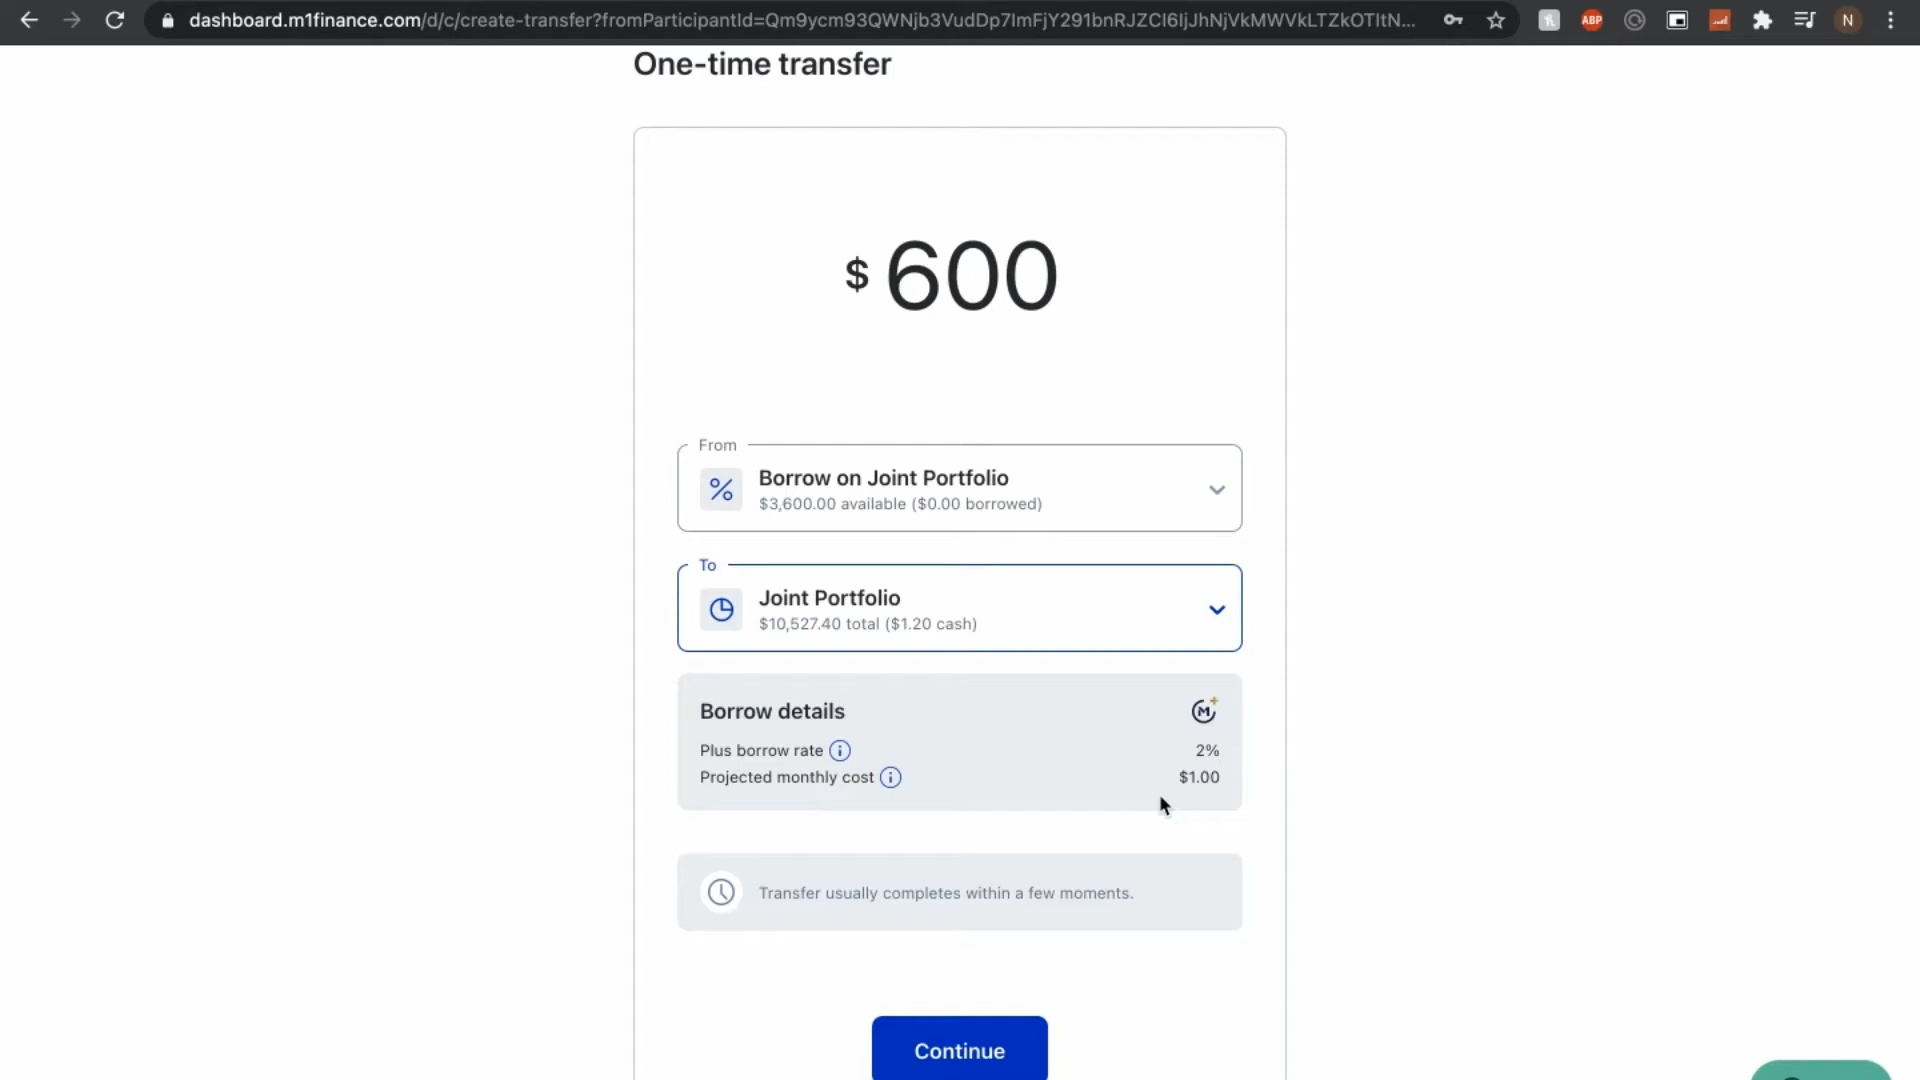 dashboard.m1finance.com/d/c/create-transfer?fromParticipantId=Qm9ycm93QWNjb3VudDp7ImFjY291bnRJZCI6IjJhNjVkMWVkLTZkOTItN...
ABP
N
One-time transfer
$ 600
From
Borrow on Joint Portfolio
$3,600.00 available ($0.00 borrowed)
To
Joint Portfolio
$10,527.40 total ($1.20 cash)
Borrow details
M+
Plus borrow rate i 2%
Projected monthly cost i $1.00
Transfer usually completes within a few moments.
Continue